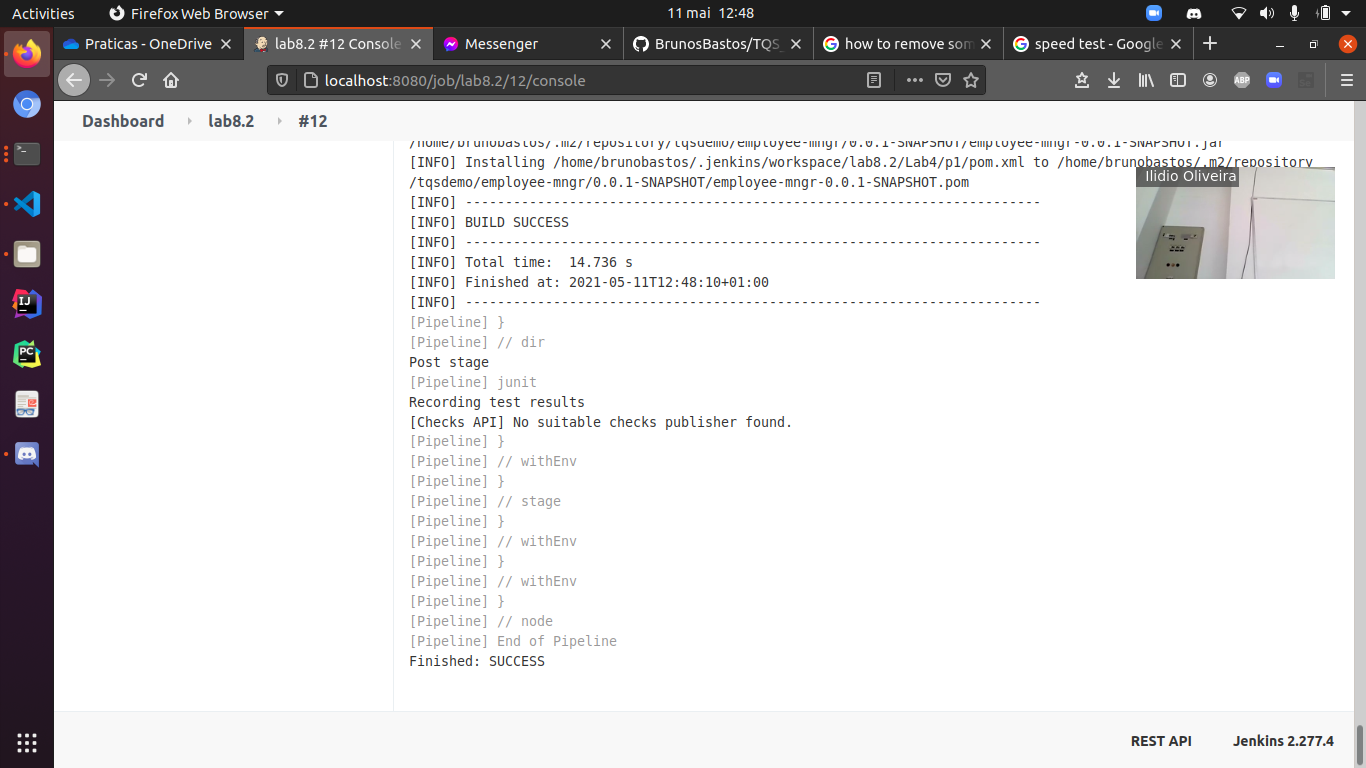 Activities
Firefox Web Browser
11 mai 12:48
Praticas - OneDrive
lab8.2 #12 Console
Messenger
BrunosBastos/TQS_
how to remove som
speed test - Google
localhost:8080/job/lab8.2/12/console
ABP
Dashboard
lab8.2
#12
/home/brunobastos/.m2/repository/tqsdemo/employee-mngr/0.0.1-SNAPSHOT/employee-mngr-0.0.1-SNAPSHOT.jar
[INFO] Installing /home/brunobastos/.jenkins/workspace/lab8.2/Lab4/p1/pom.xml to /home/brunobastos/.m2/repository
/tqsdemo/employee-mngr/0.0.1-SNAPSHOT/employee-mngr-0.0.1-SNAPSHOT.pom
Ilidio Oliveira
[INFO] ------------------------------------------------------------------------
[INFO] BUILD SUCCESS
[INFO] ------------------------------------------------------------------------
[INFO] Total time:  14.736 s
[INFO] Finished at: 2021-05-11T12:48:10+01:00
[INFO] ------------------------------------------------------------------------
[Pipeline] }
[Pipeline] // dir
Post stage
[Pipeline] junit
Recording test results
[Checks API] No suitable checks publisher found.
[Pipeline] }
[Pipeline] // withEnv
[Pipeline] }
[Pipeline] // stage
[Pipeline] }
[Pipeline] // withEnv
[Pipeline] }
[Pipeline] // withEnv
[Pipeline] }
[Pipeline] // node
[Pipeline] End of Pipeline
Finished: SUCCESS
REST API
Jenkins 2.277.4